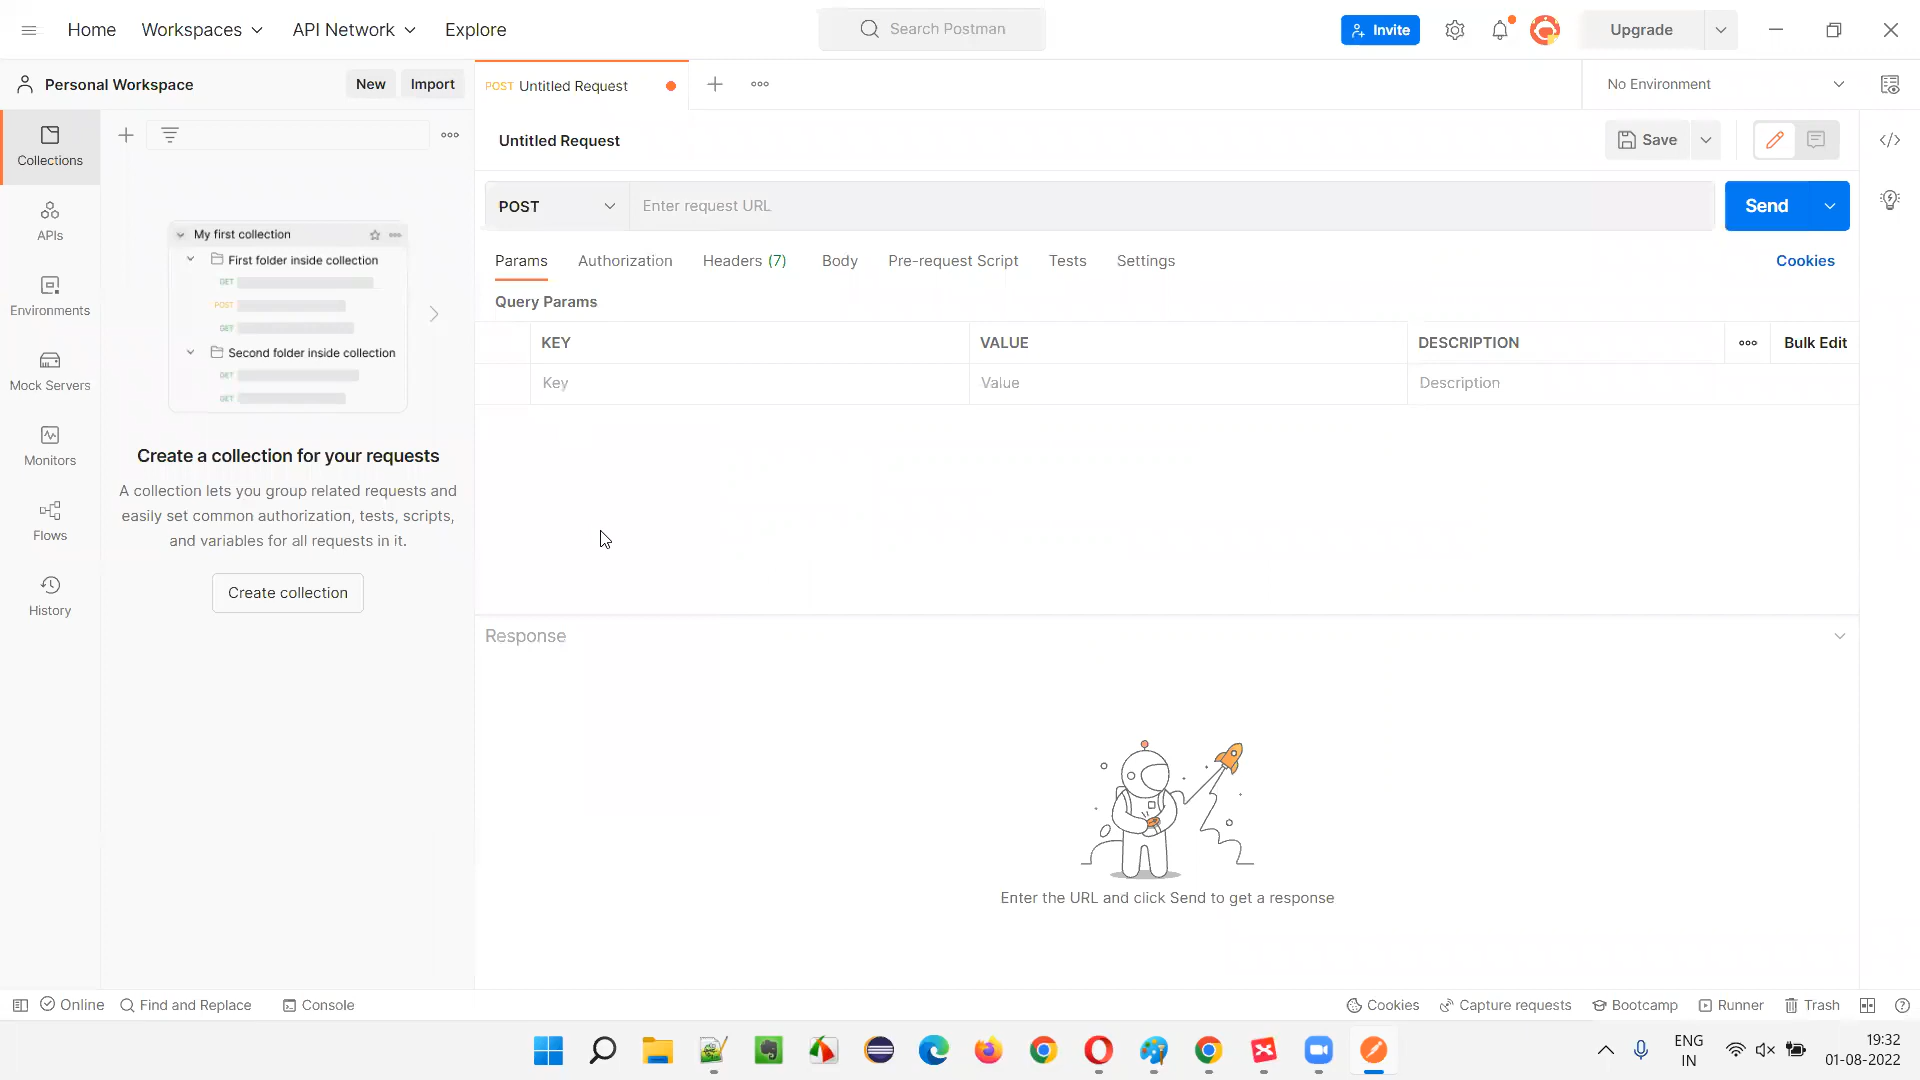 Home Workspaces API Network Explore Search Postman Invite Upgrade
Personal Workspace New Import POST Untitled Request No Environment
Untitled Request Save
Collections
APIs
Environments
Mock Servers
Monitors
Flows
History
My first collection
First folder inside collection
GET
POST
GET
Second folder inside collection
GET
GET
Create a collection for your requests
A collection lets you group related requests and
easily set common authorization, tests, scripts,
and variables for all requests in it.
Create collection
POST Enter request URL Send
Params Authorization Headers (7) Body Pre-request Script Tests Settings Cookies
Query Params
KEY VALUE DESCRIPTION Bulk Edit
Key Value Description
Response
Enter the URL and click Send to get a response
Online Find and Replace Console Cookies Capture requests Bootcamp Runner Trash
ENG
IN
19:32
01-08-2022